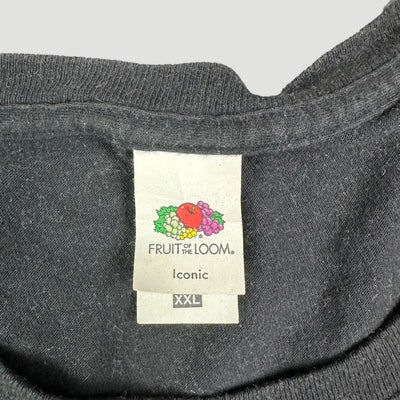 FRUIT OF THE LOOM®
Iconic
XXL